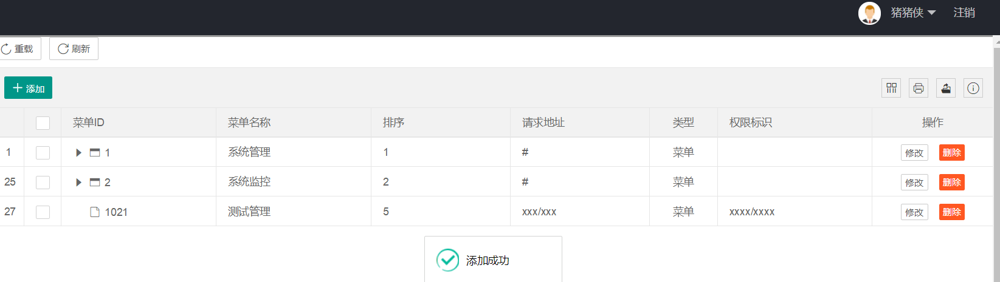 猪猪侠 注销
重载 刷新
添加
菜单ID 菜单名称 排序 请求地址 类型 权限标识 操作
1 1 系统管理 1 # 菜单 修改 删除
25 2 系统监控 2 # 菜单 修改 删除
27 1021 测试管理 5 xxx/xxx 菜单 xxxx/xxxx 修改 删除
添加成功